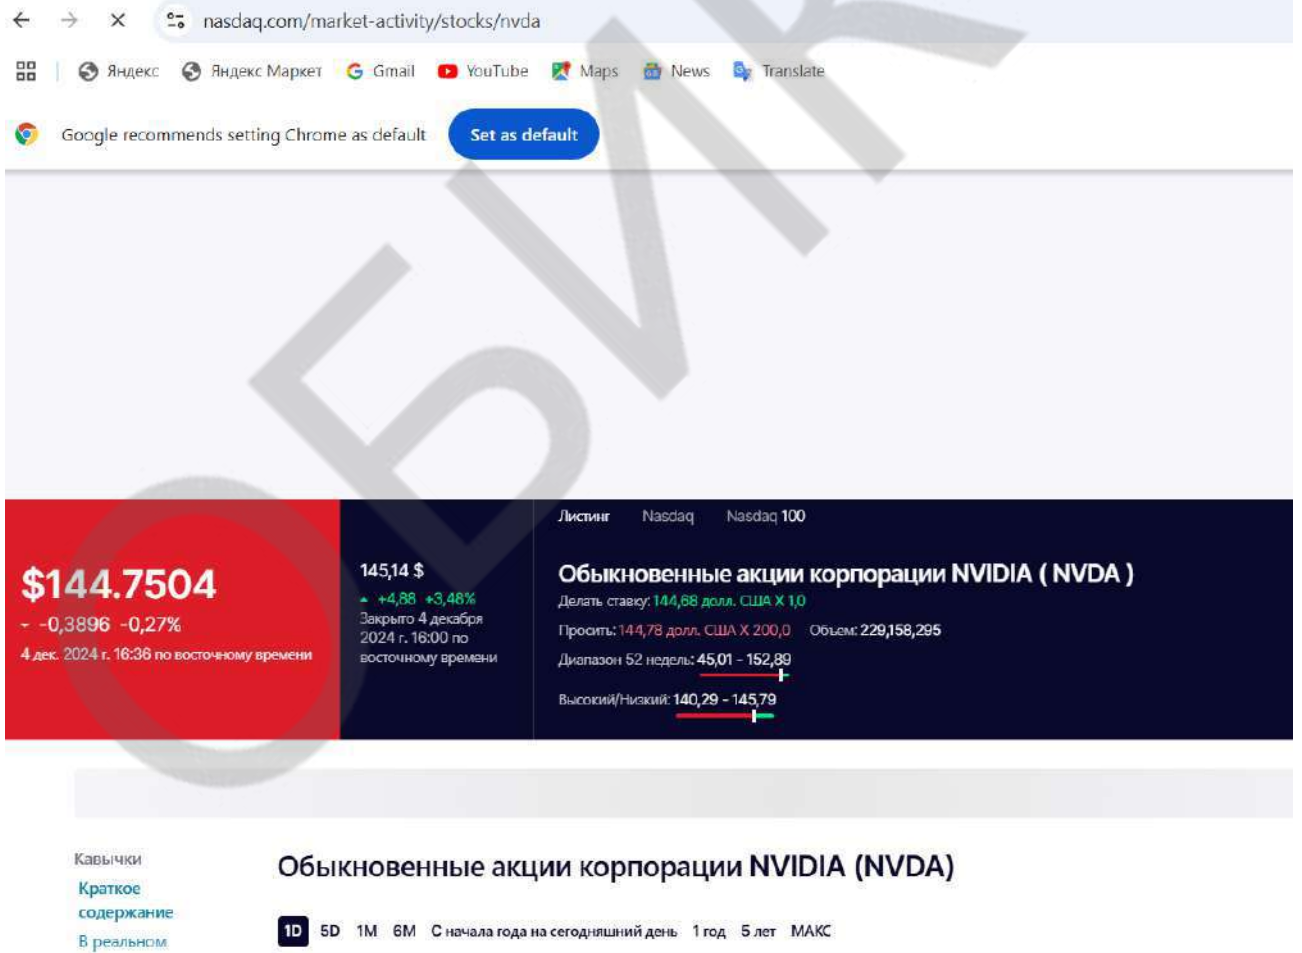 nasdaq.com/market-activity/stocks/nvda
Яндекс Яндекс Маркет Gmail YouTube Maps News Translate
Google recommends setting Chrome as default Set as default
ОБИК
Листинг Nasdaq Nasdaq 100
$144.7504
-0,3896 -0,27%
4 дек. 2024 г. 16:36 по восточному времени
145,14 $
+4,88 +3,48%
Закрыто 4 декабря
2024 г. 16:00 по
восточному времени
Обыкновенные акции корпорации NVIDIA ( NVDA )
Делать ставку: 144,68 долл. США X 1,0
Просить: 144,78 долл. США X 200,0 Объем: 229,158,295
Диапазон 52 недель: 45,01 - 152,89
Высокий/Низкий: 140,29 - 145,79
Кавычки
Краткое
содержание
В реальном
Обыкновенные акции корпорации NVIDIA (NVDA)
1D 5D 1M 6M С начала года на сегодняшний день 1 год 5 лет МАКС